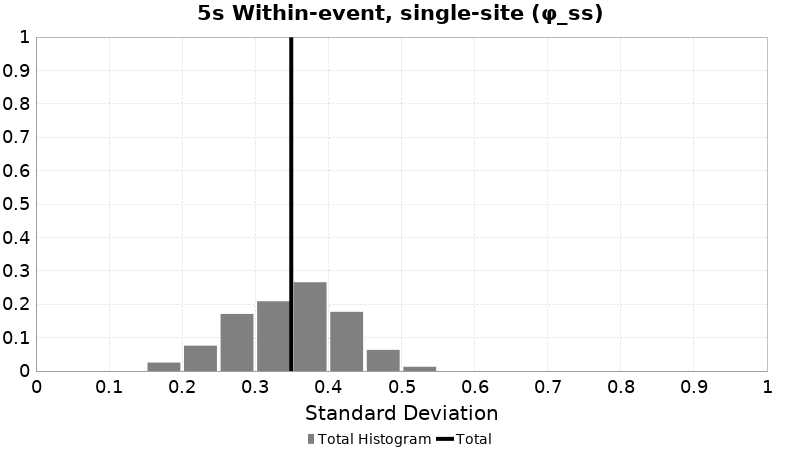 5s Within-event, single-site (φ_ss)
1
0.9
0.8
0.7
0.6
0.5
0.4
0.3
0.2
0.1
0
0 0.1 0.2 0.3 0.4 0.5 0.6 0.7 0.8 0.9 1
Standard Deviation
Total Histogram Total